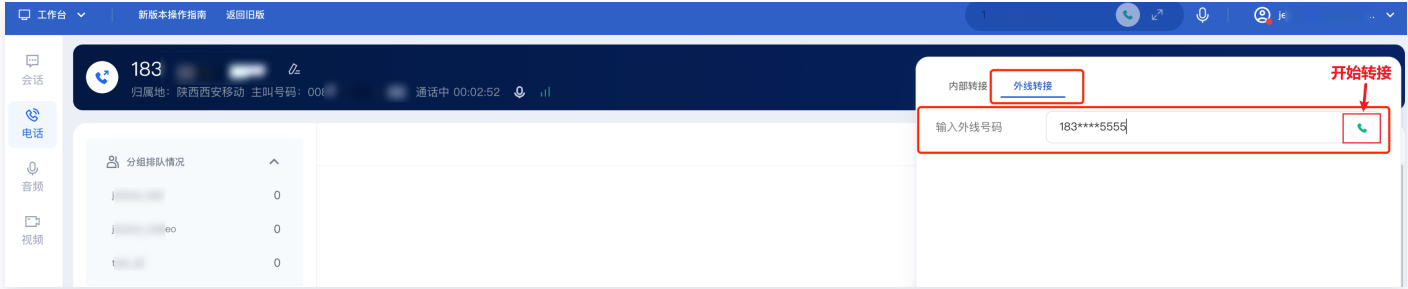 工作台 新版本操作指南 返回旧版
会话
电话
音频
视频
183
归属地: 陕西西安移动 主叫号码: 008
通话中 00:02:52
分组排队情况
0
eo 0
0
内部转接 外线转接
开始转接
输入外线号码 183****5555